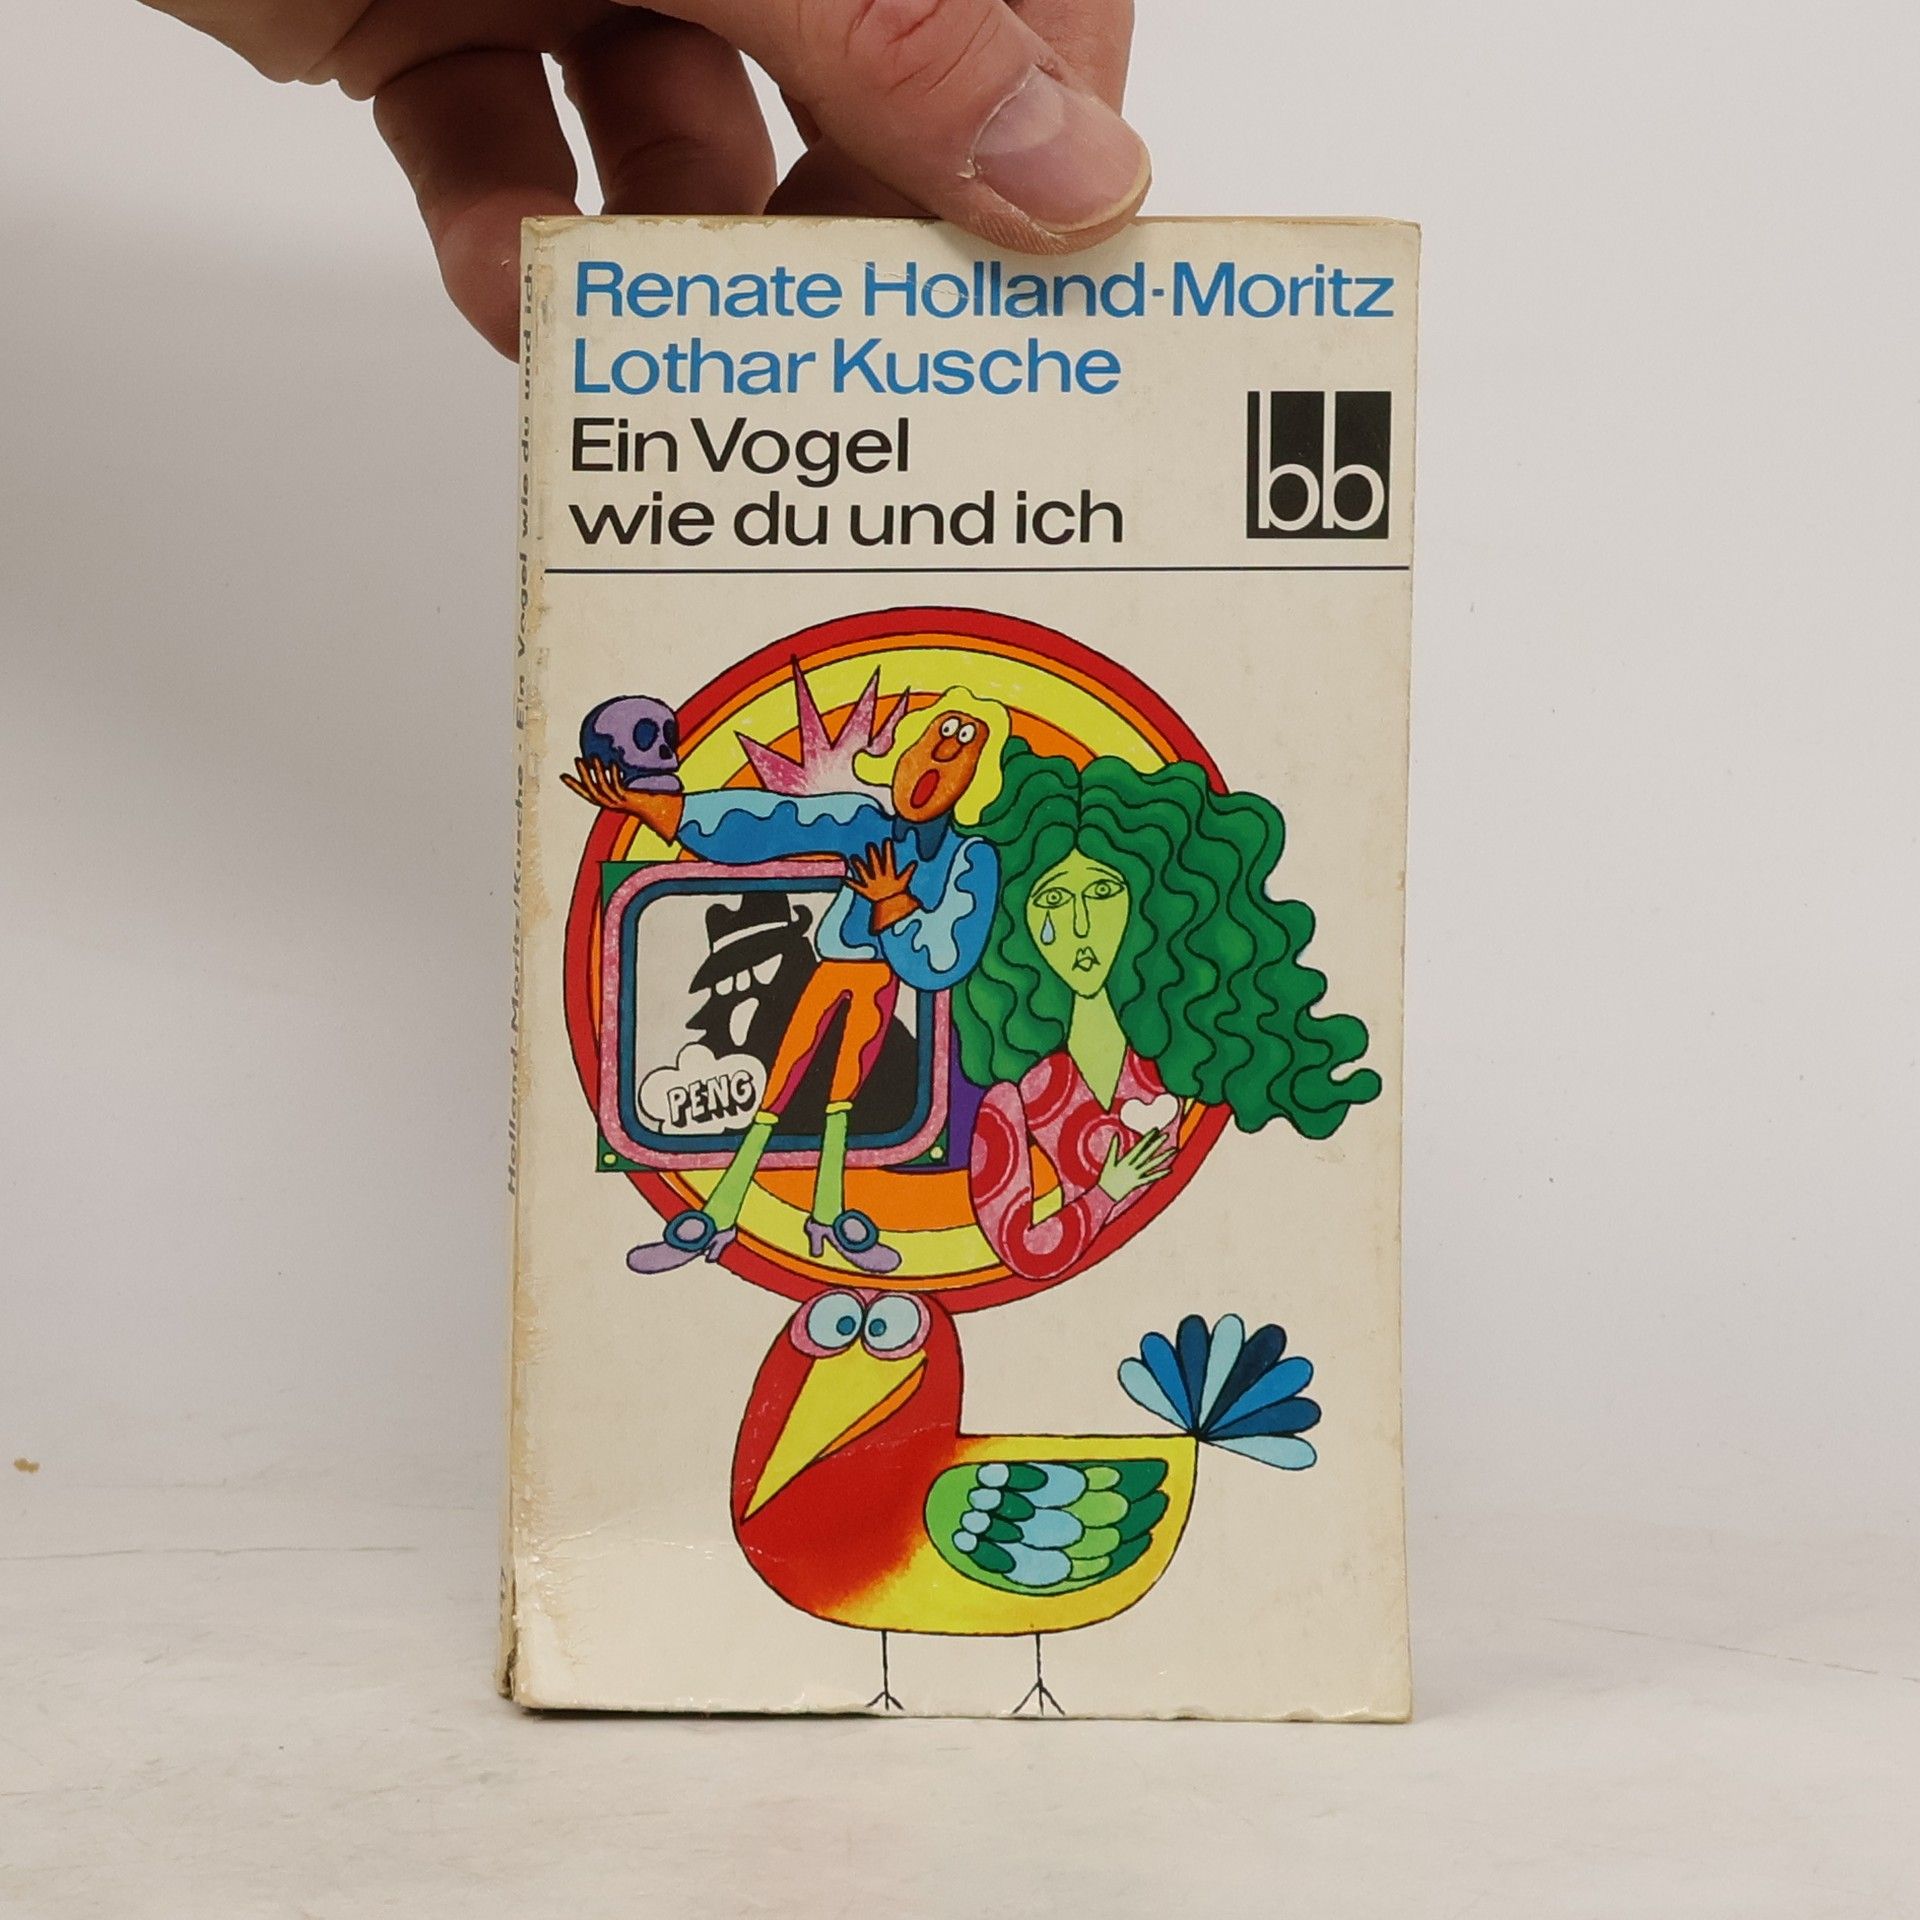 Renate Holland-Moritz
Lothar Kusche
Ein Vogel
wie du und ich
bb
PENG
Holland-Moritz/Kusche · Ein Vogel wie du und ich